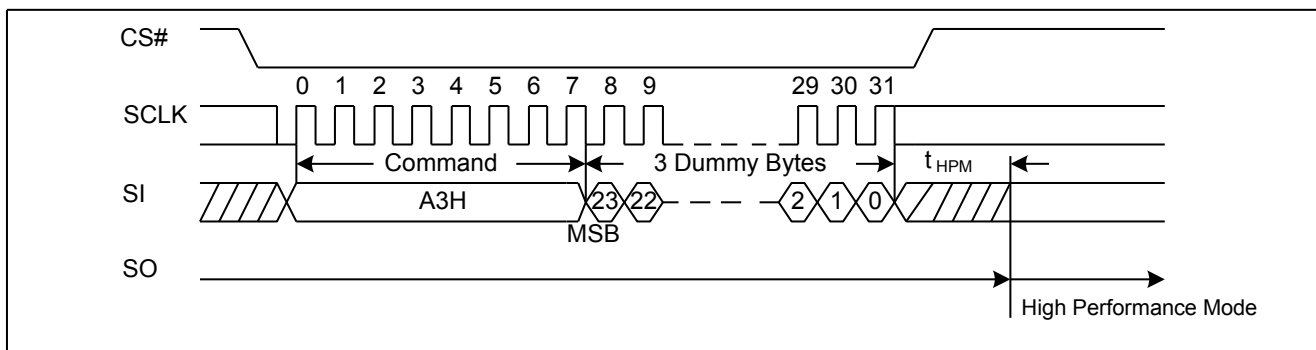 CS#
0 1 2 3 4 5 6 7 8 9 29 30 31
SCLK
Command 3 Dummy Bytes tHPM
SI A3H 23 22 2 1 0
MSB
SO
High Performance Mode